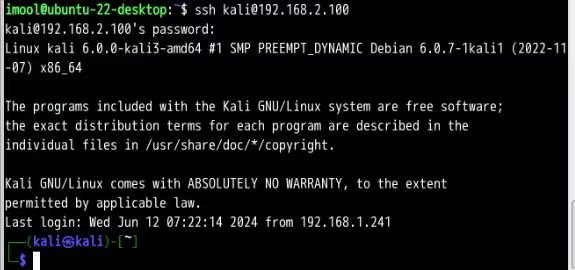 imool@ubuntu-22-desktop:~$ ssh kali@192.168.2.100
kali@192.168.2.100's password:
Linux kali 6.0.0-kali3-amd64 #1 SMP PREEMPT_DYNAMIC Debian 6.0.7-1kali1 (2022-11
-07) x86_64

The programs included with the Kali GNU/Linux system are free software;
the exact distribution terms for each program are described in the
individual files in /usr/share/doc/*/copyright.

Kali GNU/Linux comes with ABSOLUTELY NO WARRANTY, to the extent
permitted by applicable law.
Last login: Wed Jun 12 07:22:14 2024 from 192.168.1.241
┌──(kali㉿kali)-[~]
└─$